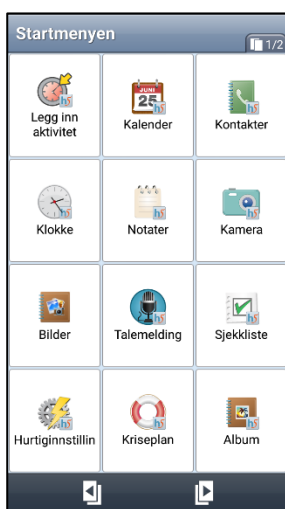 Startmenyen
1/2
Legg inn
aktivitet
Kalender
Kontakter
Klokke
Notater
Kamera
Bilder
Talemelding
Sjekkliste
Hurtiginnstillin
Kriseplan
Album
JUNI
25